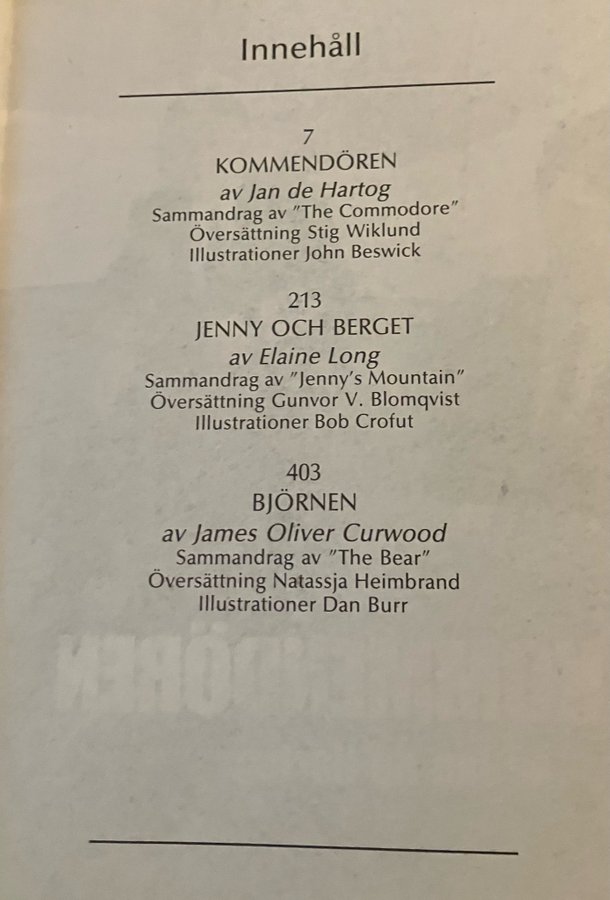 Innehåll
7
KOMMENDÖREN
av Jan de Hartog
Sammandrag av ”The Commodore”
Översättning Stig Wiklund
Illustrationer John Beswick
213
JENNY OCH BERGET
av Elaine Long
Sammandrag av ”Jenny’s Mountain”
Översättning Gunvor V. Blomqvist
Illustrationer Bob Crofut
403
BJÖRNEN
av James Oliver Curwood
Sammandrag av ”The Bear”
Översättning Natassja Heimbrand
Illustrationer Dan Burr